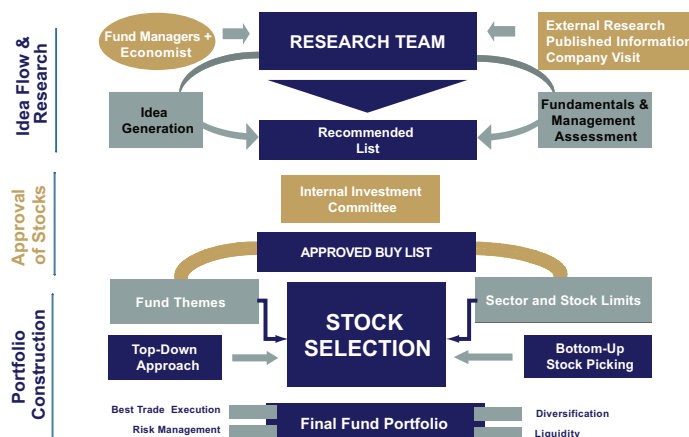 Idea Flow &
Research
Fund Managers +
Economist
RESEARCH TEAM
External Research
Published Information
Company Visit
Idea
Generation
Recommended
List
Fundamentals &
Management
Assessment
Approval
of Stocks
Internal Investment
Committee
APPROVED BUY LIST
Portfolio
Construction
Fund Themes
STOCK
SELECTION
Sector and Stock Limits
Top-Down
Approach
Bottom-Up
Stock Picking
Best Trade Execution
Risk Management
Final Fund Portfolio
Diversification
Liquidity